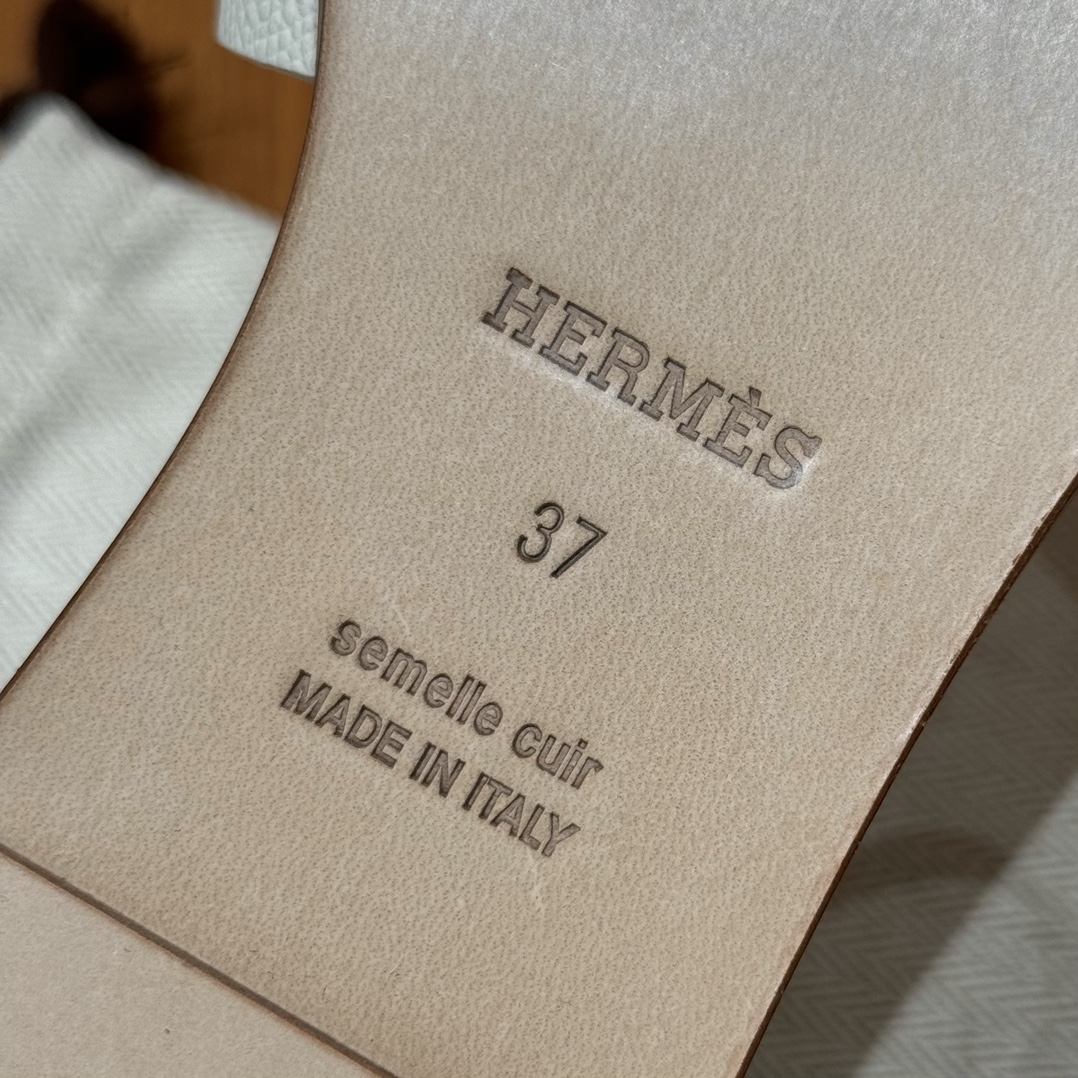 HERMÈS
37
semelle cuir
MADE IN ITALY